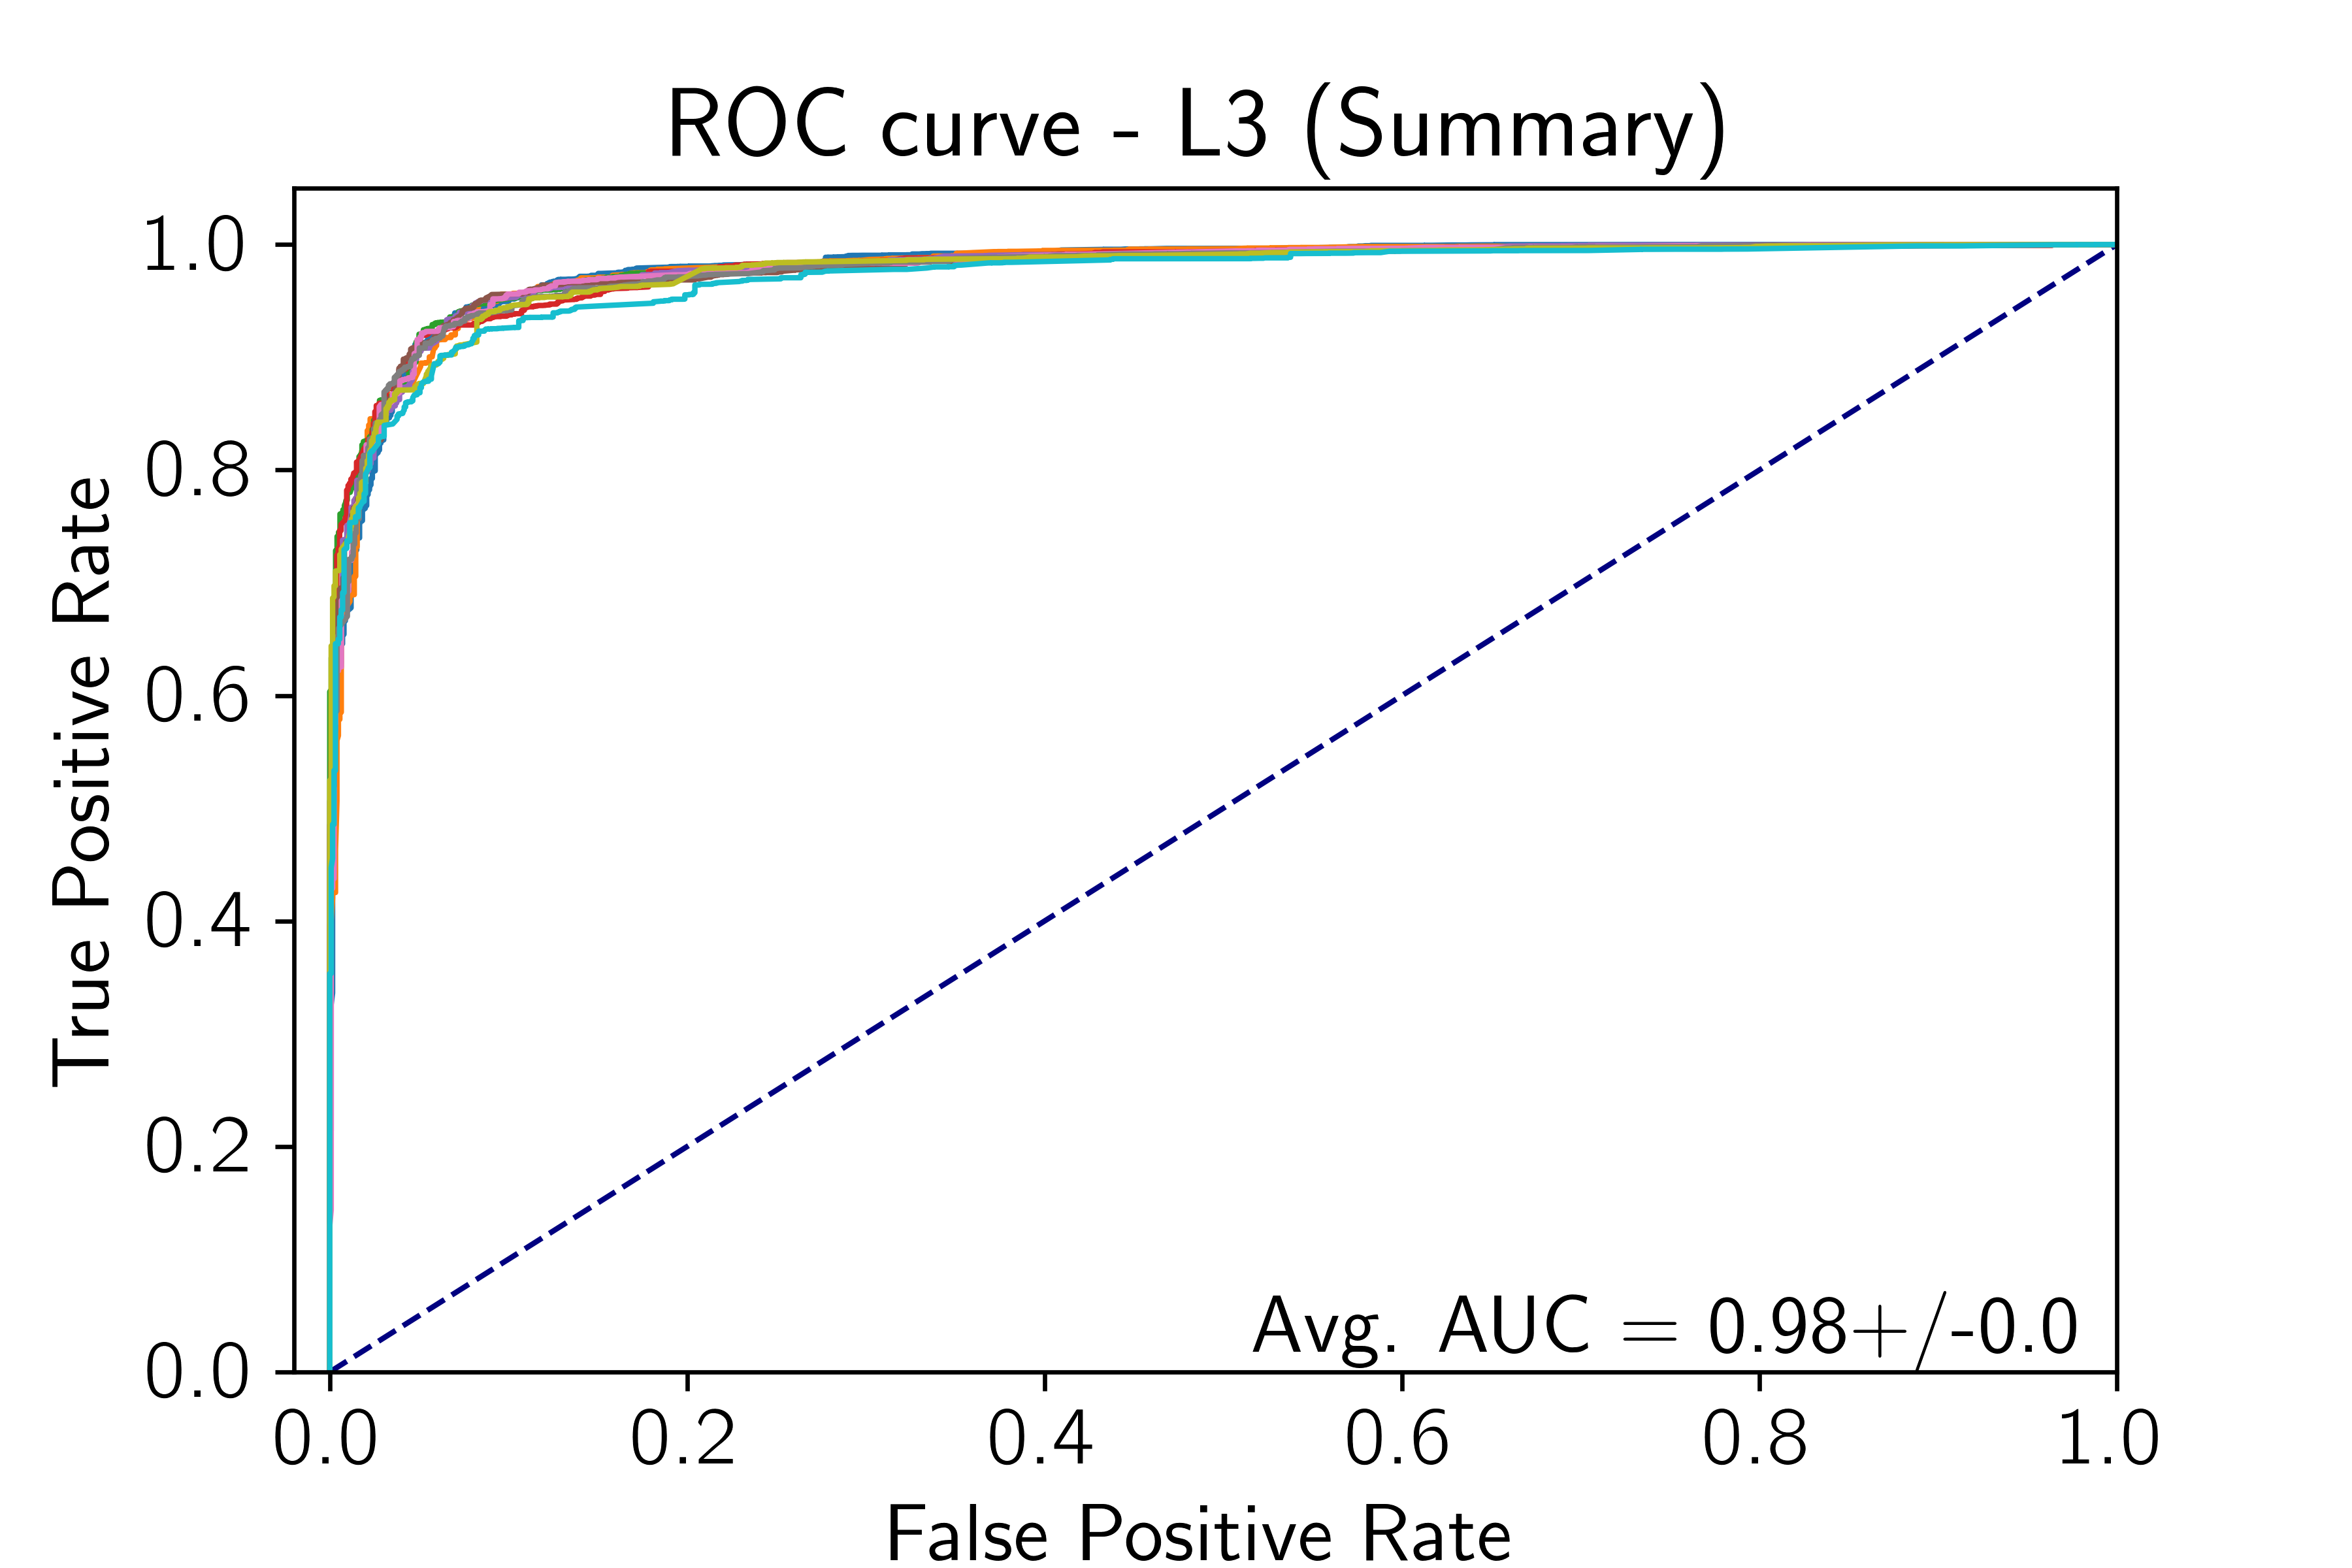 ROC curve - L3 (Summary)
True Positive Rate
1.0
0.8
0.6
0.4
0.2
0.0
Avg. AUC = 0.98+/-0.0
0.0 0.2 0.4 0.6 0.8 1.0
False Positive Rate